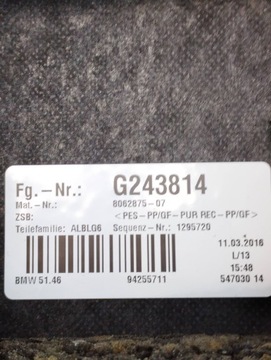 Fg.-Nr.: G243814
Mat.-Nr.: 8062875-07
ZSB: <PES-PP/GF-PUR REC-PP/GF>
Teilefamilie: ALBLG6 Sequenz-Nr.: 1295720
11.03.2016
L/13
15:48
BMW 51.46 94255711 547030 14